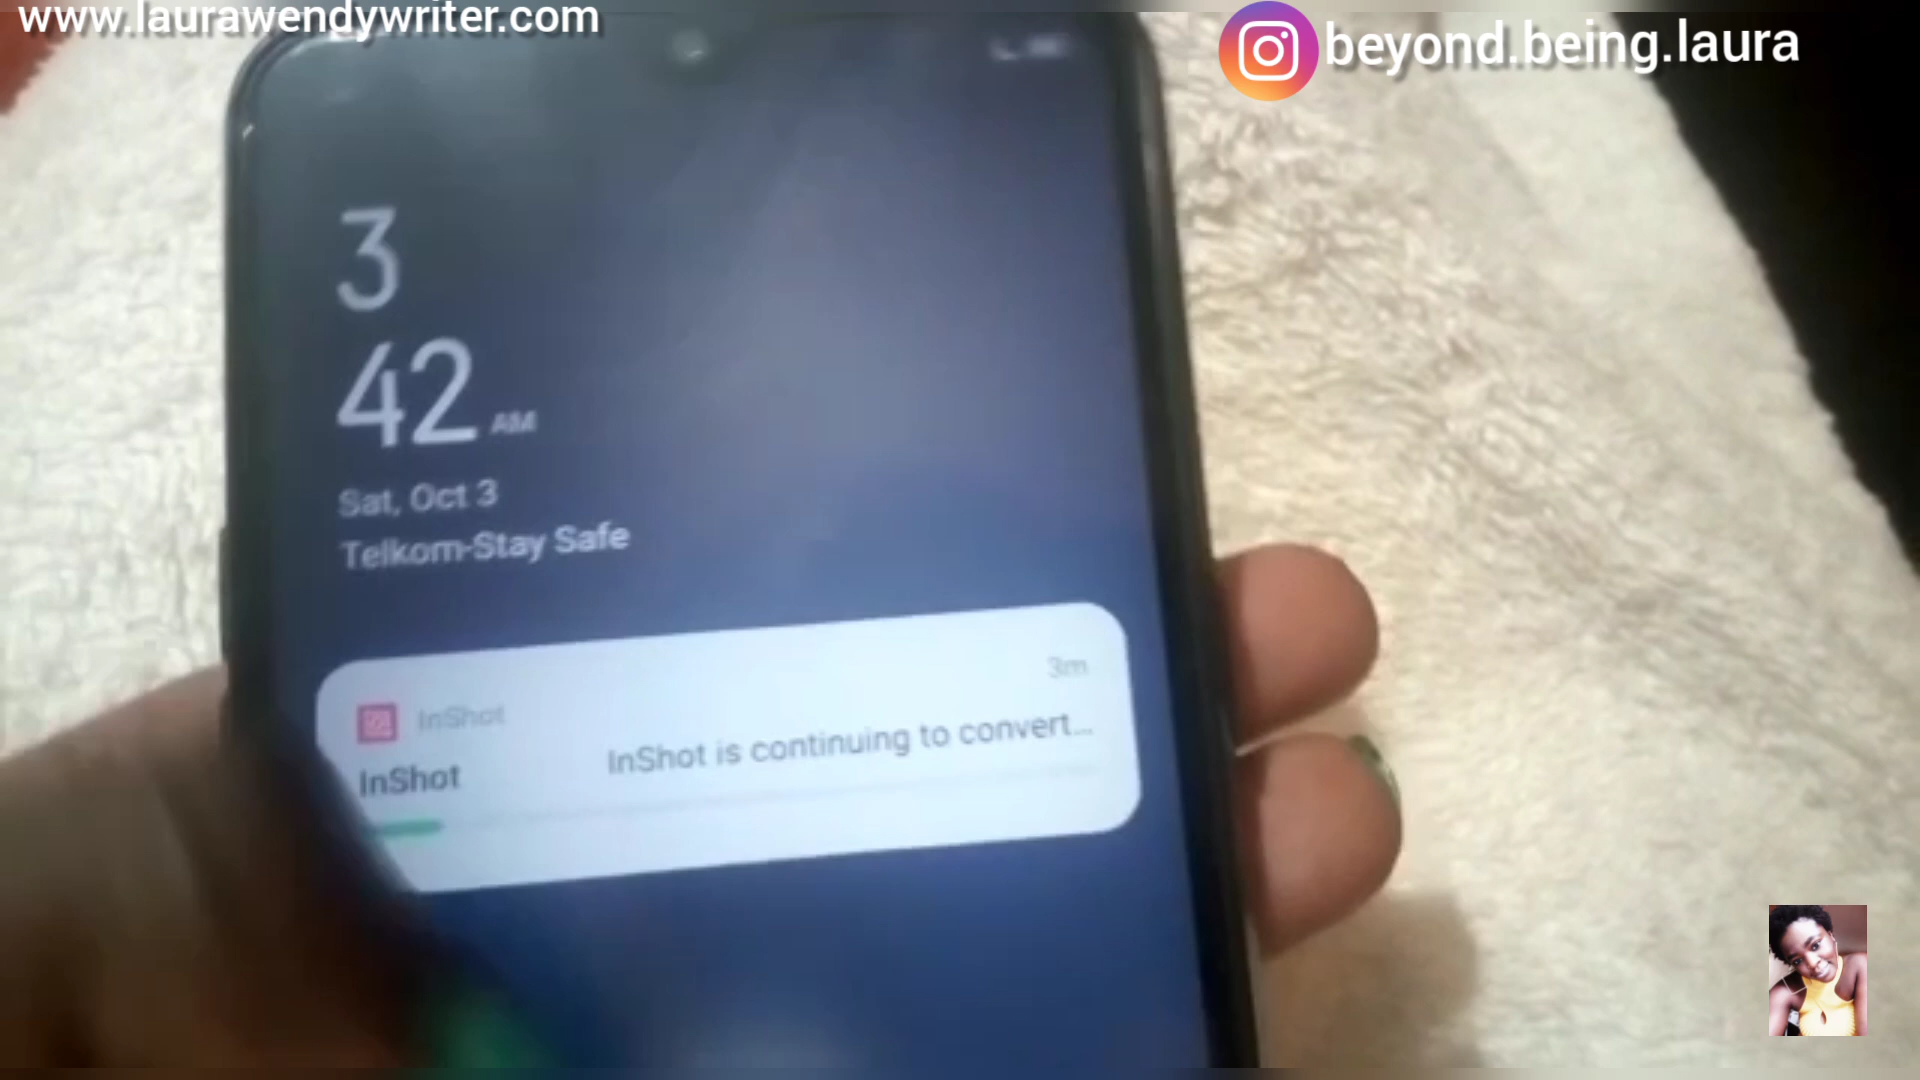 www.laurawendywriter.com
beyond.being.laura
3
42 AM
Sat, Oct 3
Telkom-Stay Safe
3m
InShot
InShot InShot is continuing to convert...